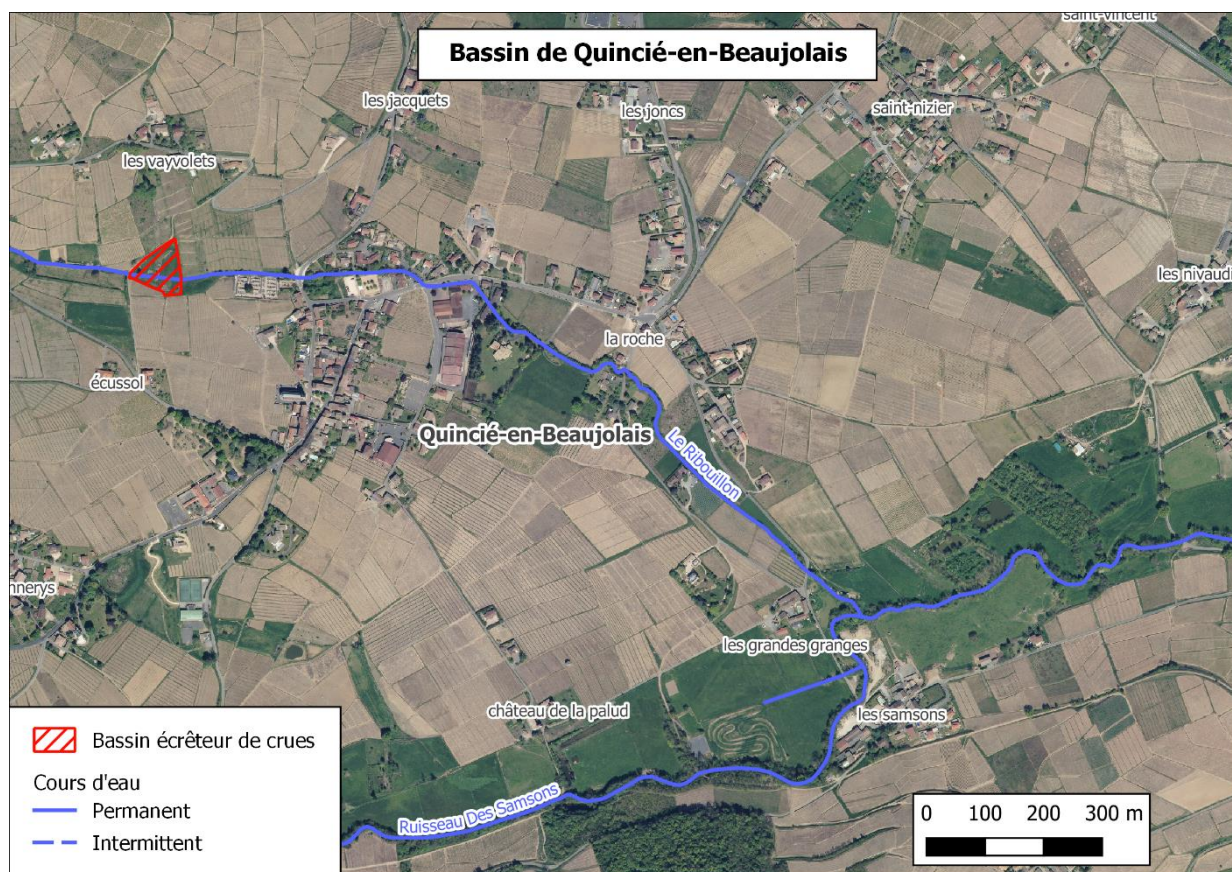 saint-vincent
Bassin de Quincié-en-Beaujolais
les jacquets
les joncs
saint-nizier
les vayvolets
les nivaud
la roche
écussol
Quincié-en-Beaujolais
Le Ribouillon
nnerys
les grandes granges
château de la palud
les samsons
Ruisseau Des Samsons
Bassin écrêteur de crues
Cours d'eau
Permanent
Intermittent
0 100 200 300 m